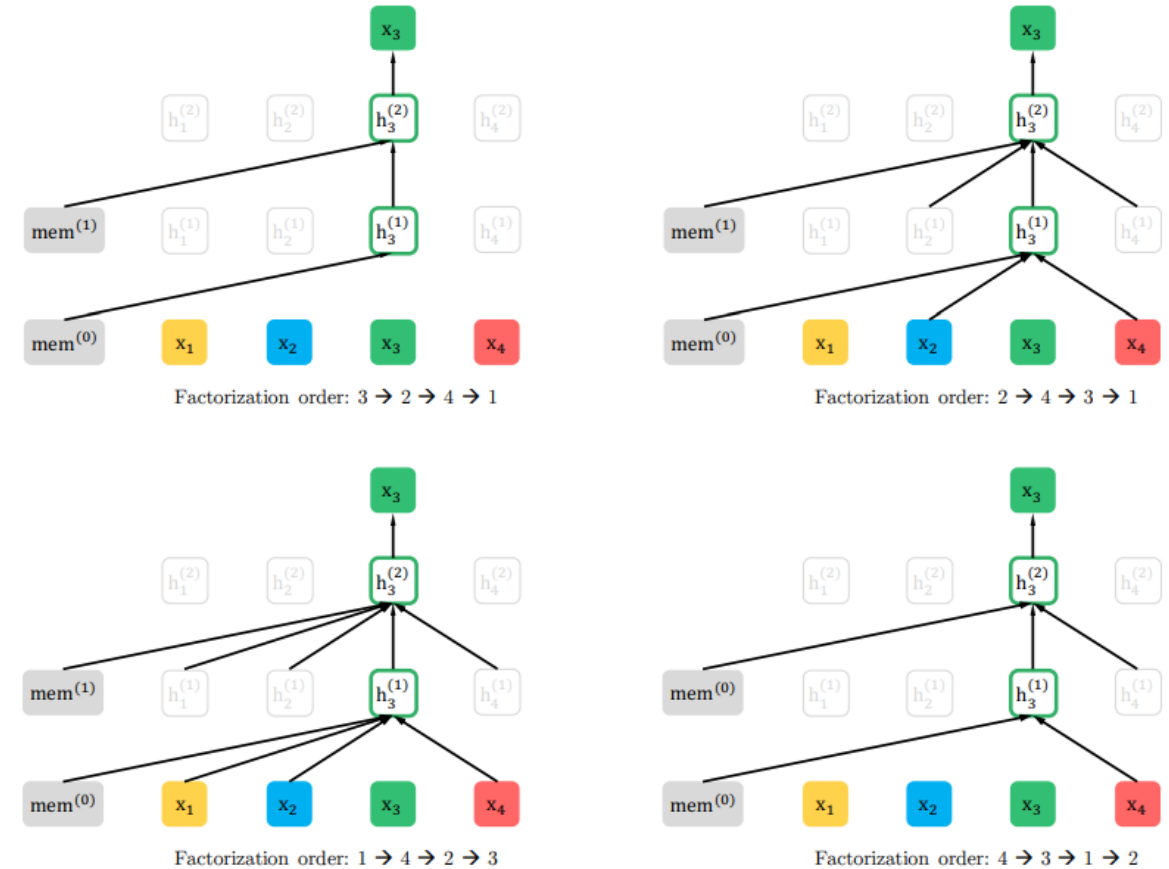 x₃
h₁⁽²⁾ h₂⁽²⁾ h₃⁽²⁾ h₄⁽²⁾
mem⁽¹⁾ h₁⁽¹⁾ h₂⁽¹⁾ h₃⁽¹⁾ h₄⁽¹⁾
mem⁽⁰⁾ x₁ x₂ x₃ x₄
Factorization order: 3 → 2 → 4 → 1
x₃
h₁⁽²⁾ h₂⁽²⁾ h₃⁽²⁾ h₄⁽²⁾
mem⁽¹⁾ h₁⁽¹⁾ h₂⁽¹⁾ h₃⁽¹⁾ h₄⁽¹⁾
mem⁽⁰⁾ x₁ x₂ x₃ x₄
Factorization order: 2 → 4 → 3 → 1
x₃
h₁⁽²⁾ h₂⁽²⁾ h₃⁽²⁾ h₄⁽²⁾
mem⁽¹⁾ h₁⁽¹⁾ h₂⁽¹⁾ h₃⁽¹⁾ h₄⁽¹⁾
mem⁽⁰⁾ x₁ x₂ x₃ x₄
Factorization order: 1 → 4 → 2 → 3
x₃
h₁⁽²⁾ h₂⁽²⁾ h₃⁽²⁾ h₄⁽²⁾
mem⁽⁰⁾ h₁⁽¹⁾ h₂⁽¹⁾ h₃⁽¹⁾ h₄⁽¹⁾
mem⁽⁰⁾ x₁ x₂ x₃ x₄
Factorization order: 4 → 3 → 1 → 2